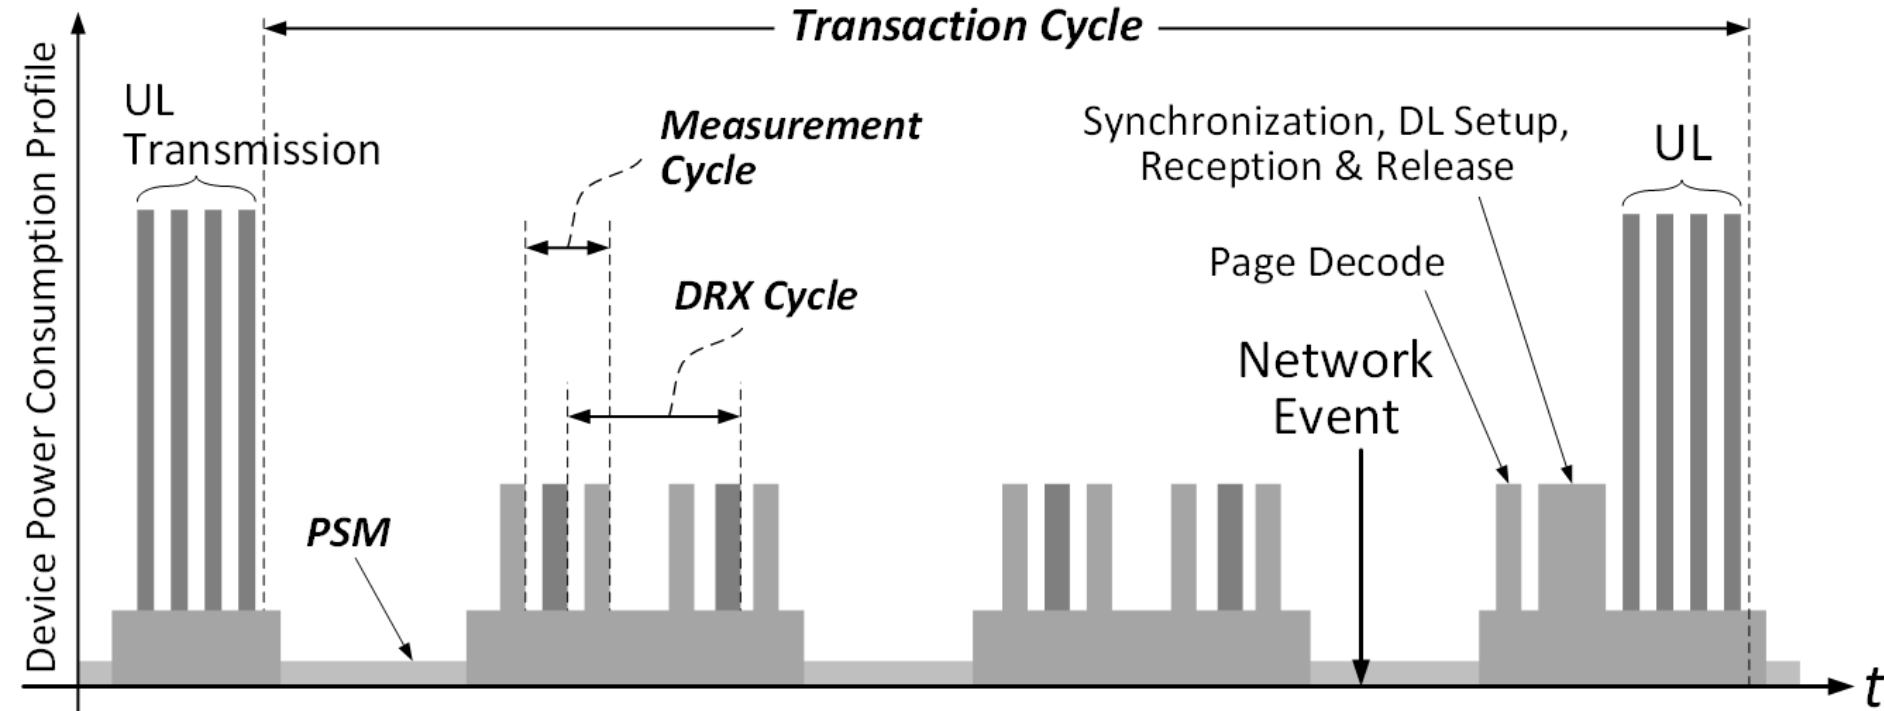 Transaction Cycle
Device Power Consumption Profile
UL
Transmission
Measurement
Cycle
DRX Cycle
PSM
Synchronization, DL Setup,
Reception & Release
UL
Page Decode
Network
Event
t